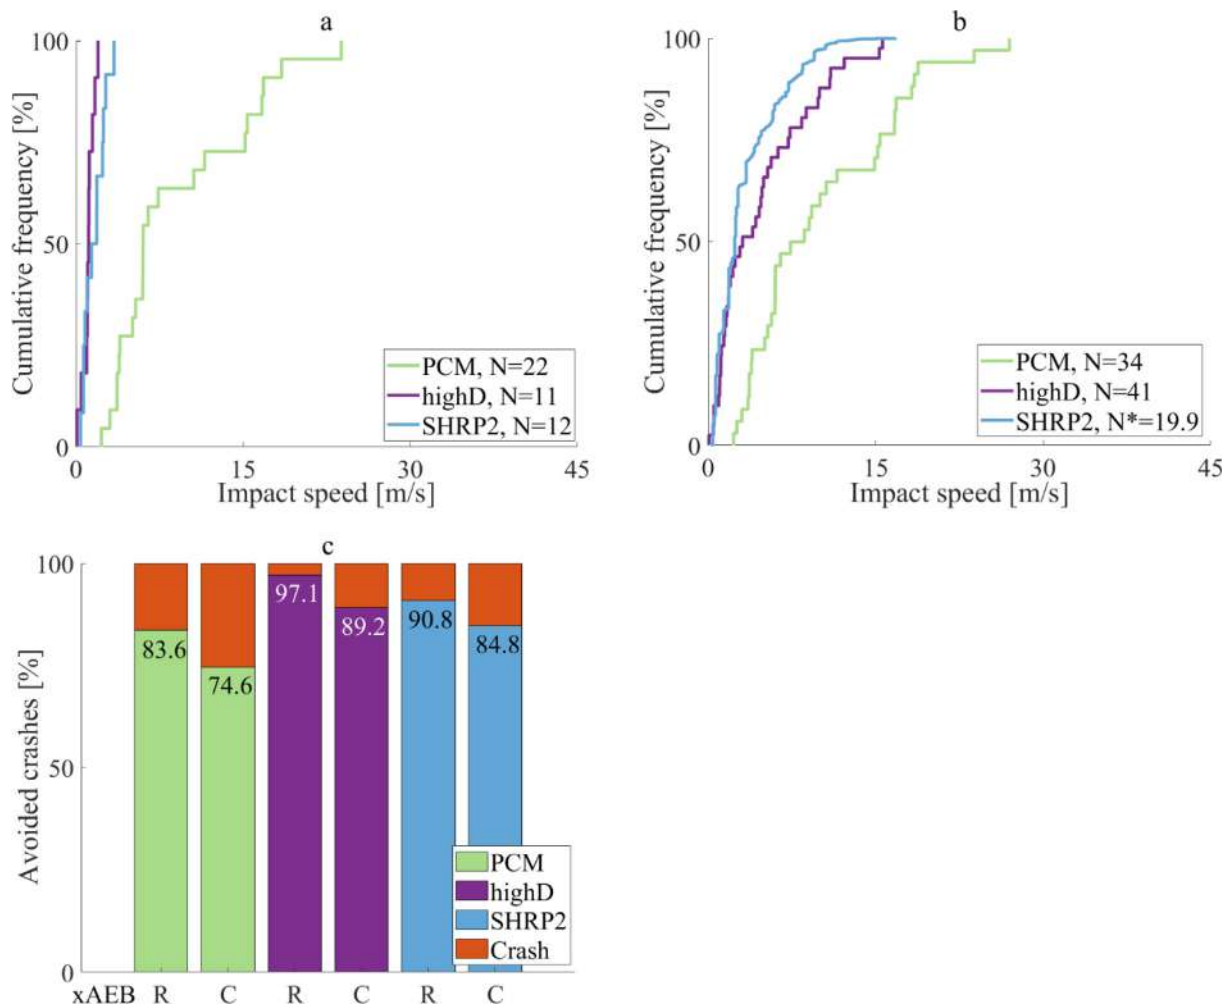 a
100
50
0
0
15
30
45
Cumulative frequency [%]
Impact speed [m/s]
PCM, N=22
highD, N=11
SHRP2, N=12
b
100
50
0
0
15
30
45
Cumulative frequency [%]
Impact speed [m/s]
PCM, N=34
highD, N=41
SHRP2, N*=19.9
c
100
50
0
Avoided crashes [%]
83.6
74.6
97.1
89.2
90.8
84.8
PCM
highD
SHRP2
Crash
xAEB R C R C R C